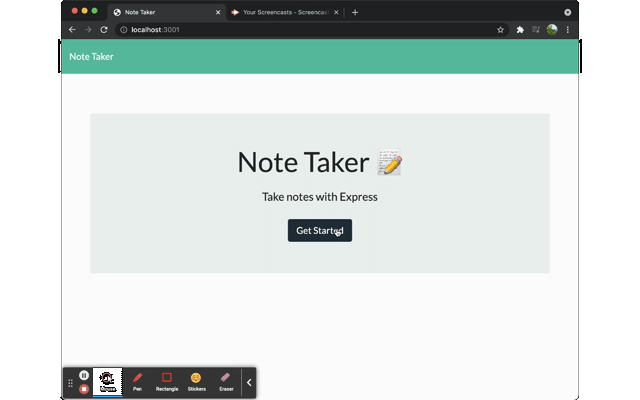 Note Taker
Your Screencasts - Screencas
localhost:3001
Note Taker
Note Taker
Take notes with Express
Get Started
Pen
Rectangle
Stickers
Eraser